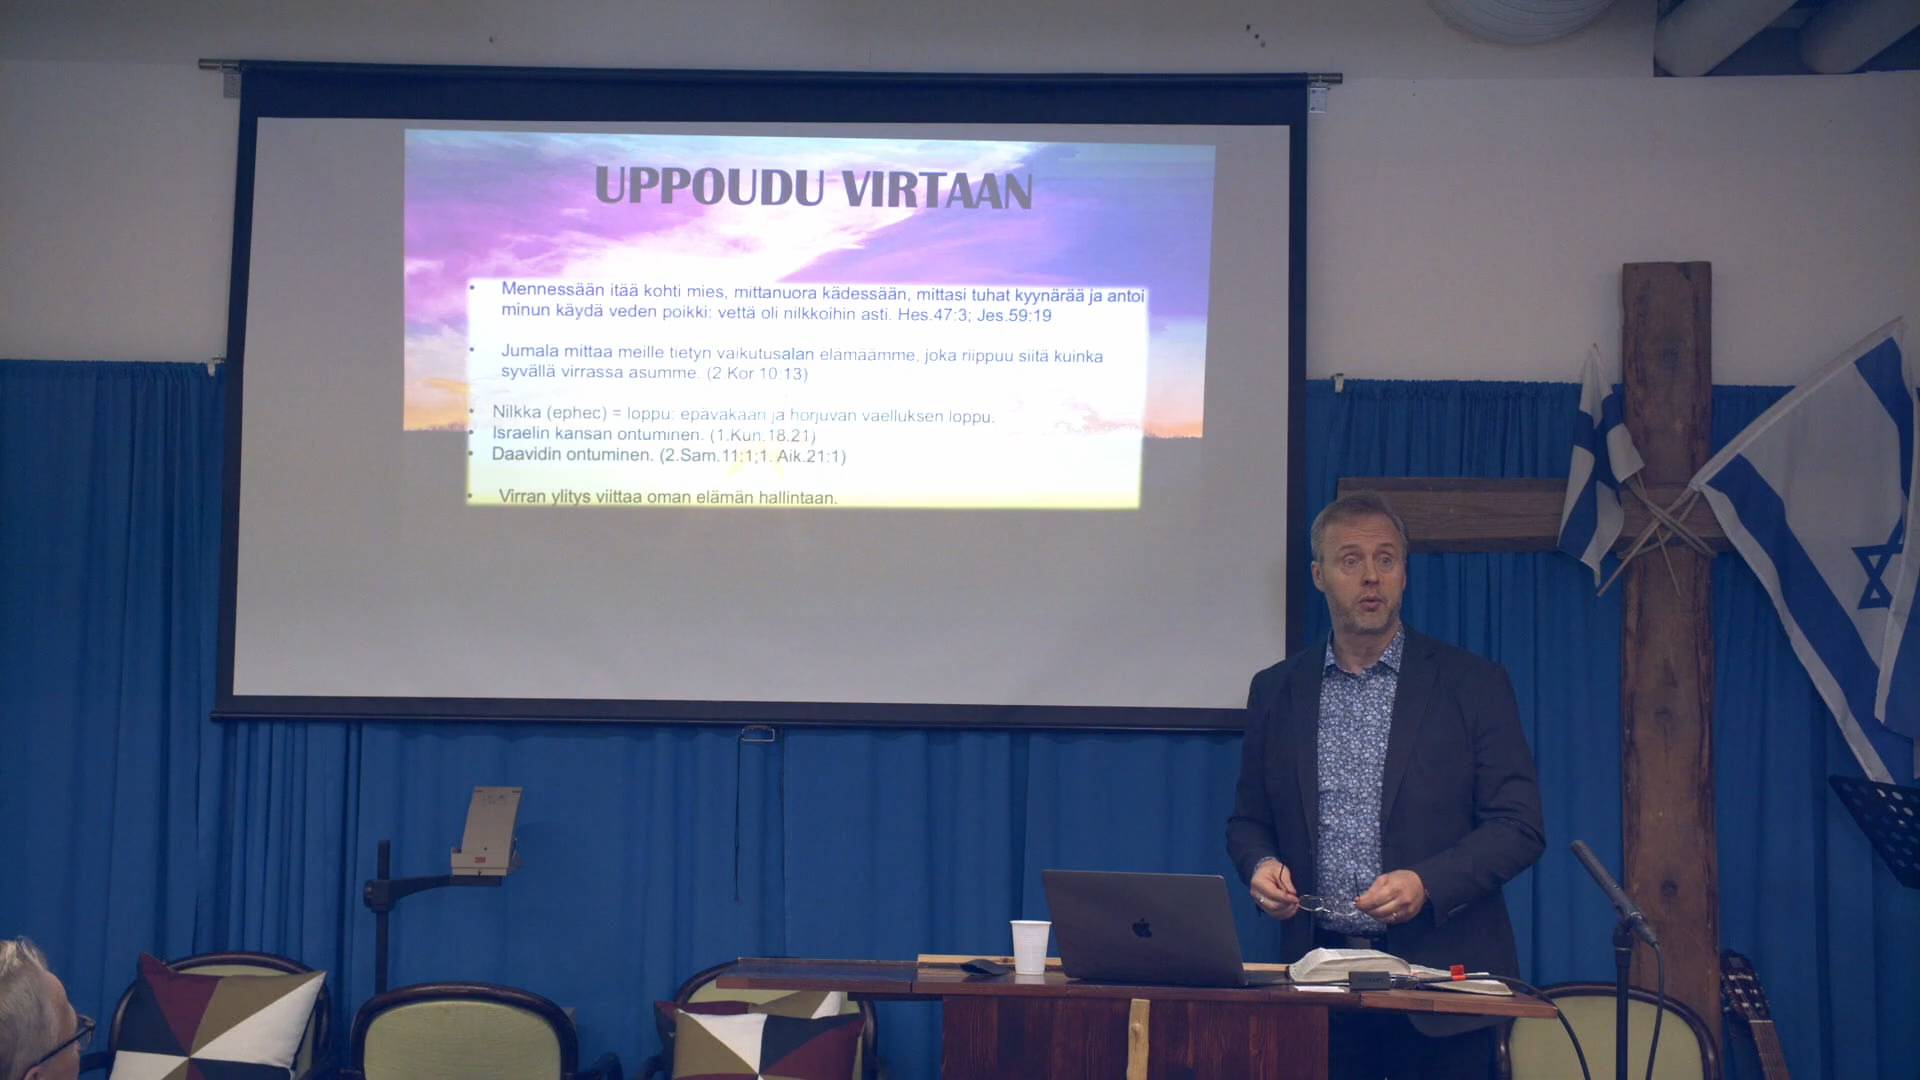 UPPOUDU VIRTAAN
• Mennessään itää kohti mies, mittanuora kädessään, mittasi tuhat kyynärää ja antoi
minun käydä veden poikki: vettä oli nilkkoihin asti. Hes.47:3; Jes.59:19
• Jumala mittaa meille tietyn vaikutusalan elämäämme, joka riippuu siitä kuinka
syvällä virrassa asumme. (2.Kor 10:13)
• Nilkka (ephec) = loppu: epävakaan ja horjuvan vaelluksen loppu.
• Israelin kansan ontuminen. (1.Kun.18.21)
• Daavidin ontuminen. (2.Sam.11:1;1. Aik.21:1)
• Virran ylitys viittaa oman elämän hallintaan.